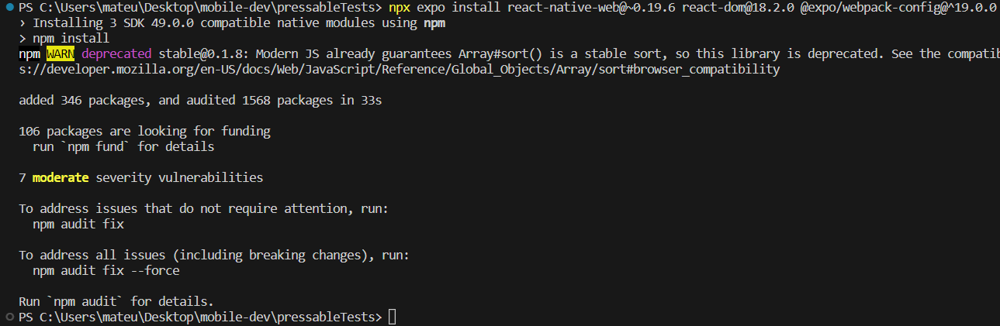 PS C:\Users\mateu\Desktop\mobile-dev\pressableTests> npx expo install react-native-web@~0.19.6 react-dom@18.2.0 @expo/webpack-config@^19.0.0
› Installing 3 SDK 49.0.0 compatible native modules using npm
> npm install
npm WARN deprecated stable@0.1.8: Modern JS already guarantees Array#sort() is a stable sort, so this library is deprecated. See the compatib
s://developer.mozilla.org/en-US/docs/Web/JavaScript/Reference/Global_Objects/Array/sort#browser_compatibility
added 346 packages, and audited 1568 packages in 33s
106 packages are looking for funding
run `npm fund` for details
7 moderate severity vulnerabilities
To address issues that do not require attention, run:
npm audit fix
To address all issues (including breaking changes), run:
npm audit fix --force
Run `npm audit` for details.
PS C:\Users\mateu\Desktop\mobile-dev\pressableTests>